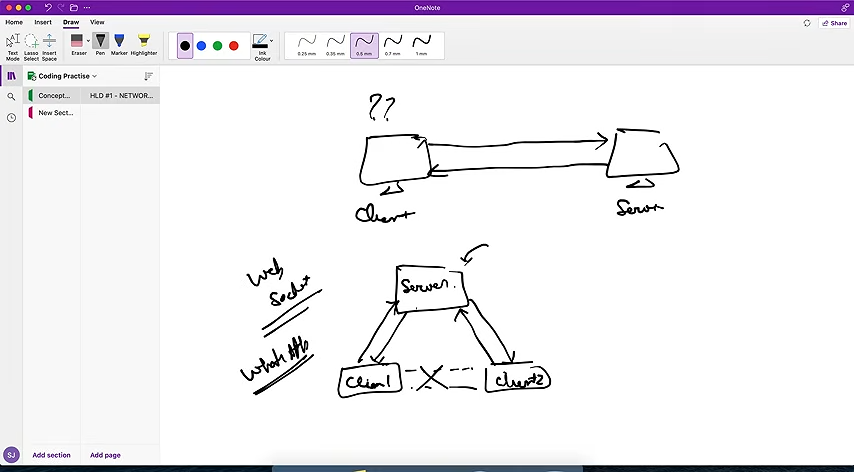 OneNote
Home Insert Draw View
Share
Text Mode
Lasso Select
Insert Space
Eraser
Pen
Marker
Highlighter
Ink Colour
0.25 mm
0.35 mm
0.5 mm
0.7 mm
1 mm
Coding Practise
Concept...
HLD #1 - NETWOR...
New Sect...
??
Client
Server
Web
Socket
Server
WhatsApp
Client1
Client2
SJ
Add section
Add page